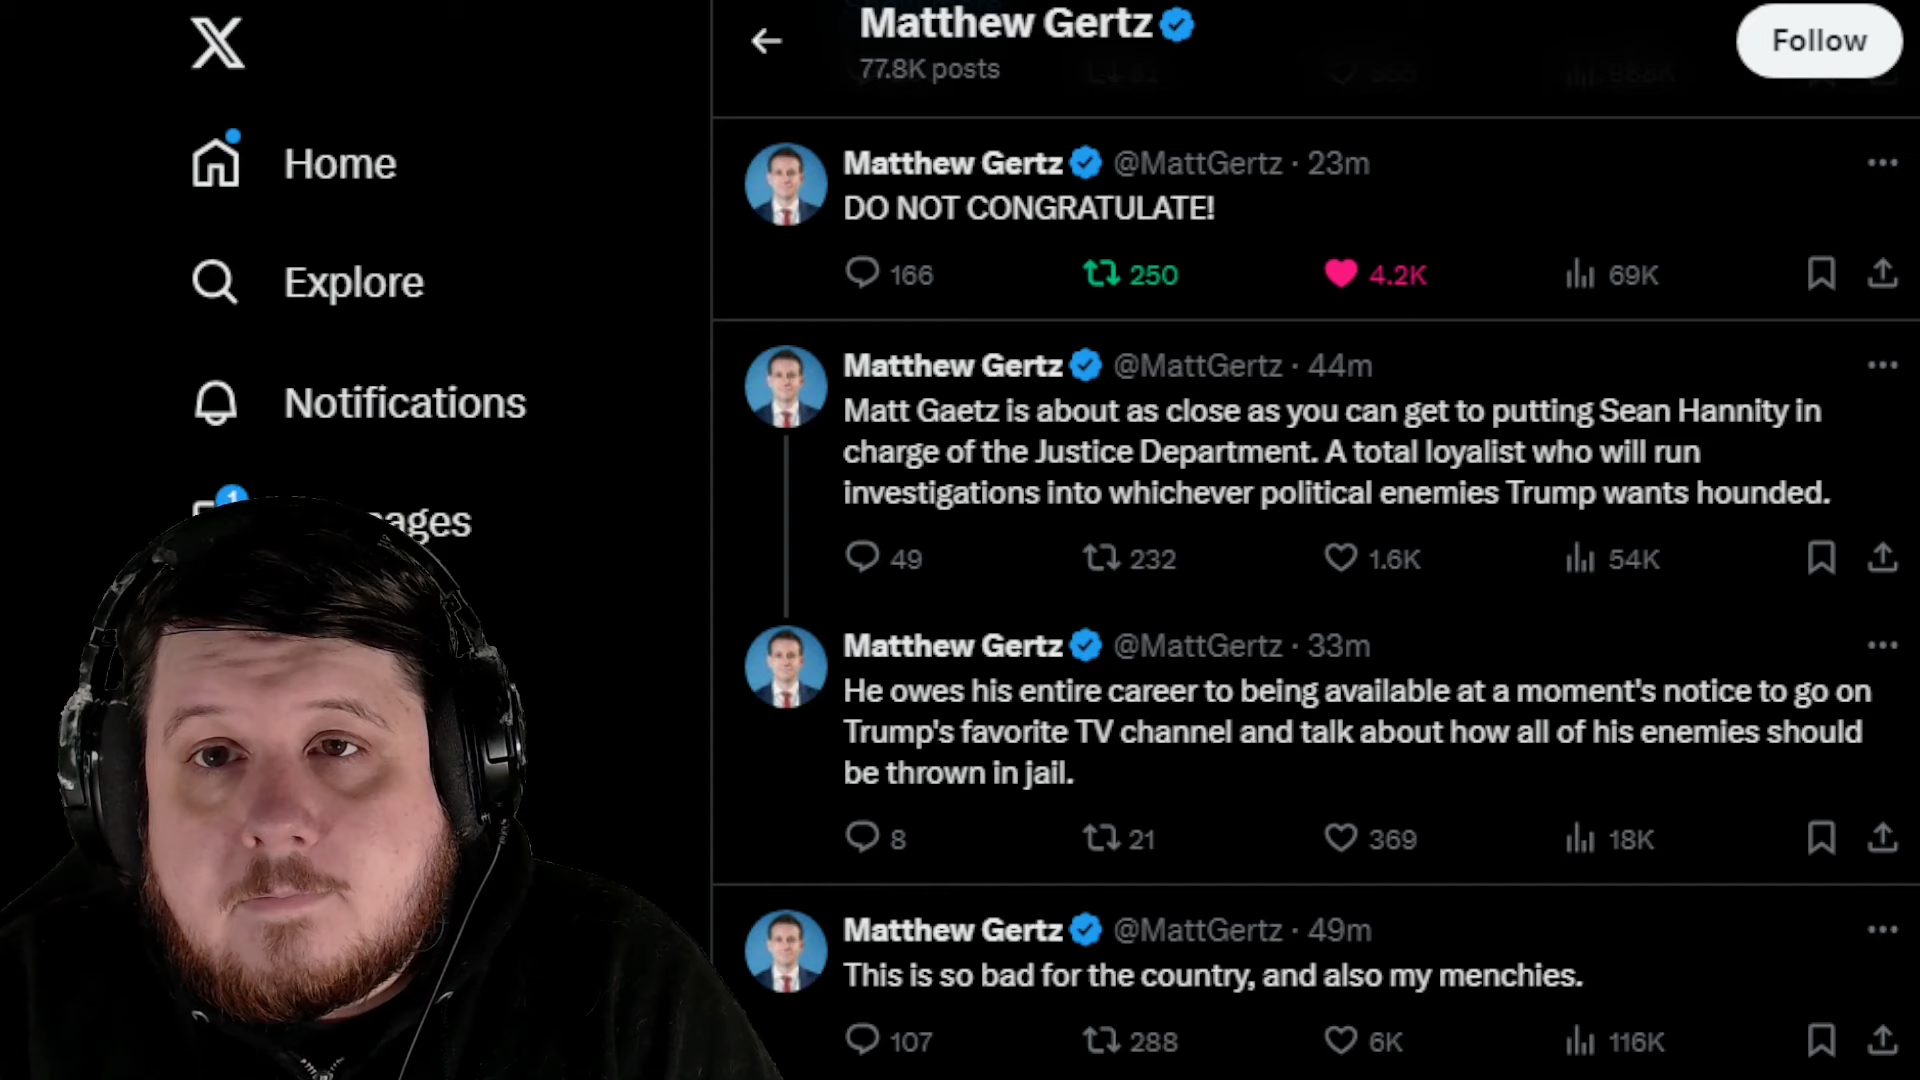 Matthew Gertz
77.8K posts
Follow
Home
Explore
Notifications
1
ages
Matthew Gertz @MattGertz · 23m
DO NOT CONGRATULATE!
166 250 4.2K 69K
Matthew Gertz @MattGertz · 44m
Matt Gaetz is about as close as you can get to putting Sean Hannity in
charge of the Justice Department. A total loyalist who will run
investigations into whichever political enemies Trump wants hounded.
49 232 1.6K 54K
Matthew Gertz @MattGertz · 33m
He owes his entire career to being available at a moment's notice to go on
Trump's favorite TV channel and talk about how all of his enemies should
be thrown in jail.
8 21 369 18K
Matthew Gertz @MattGertz · 49m
This is so bad for the country, and also my menchies.
107 288 6K 116K